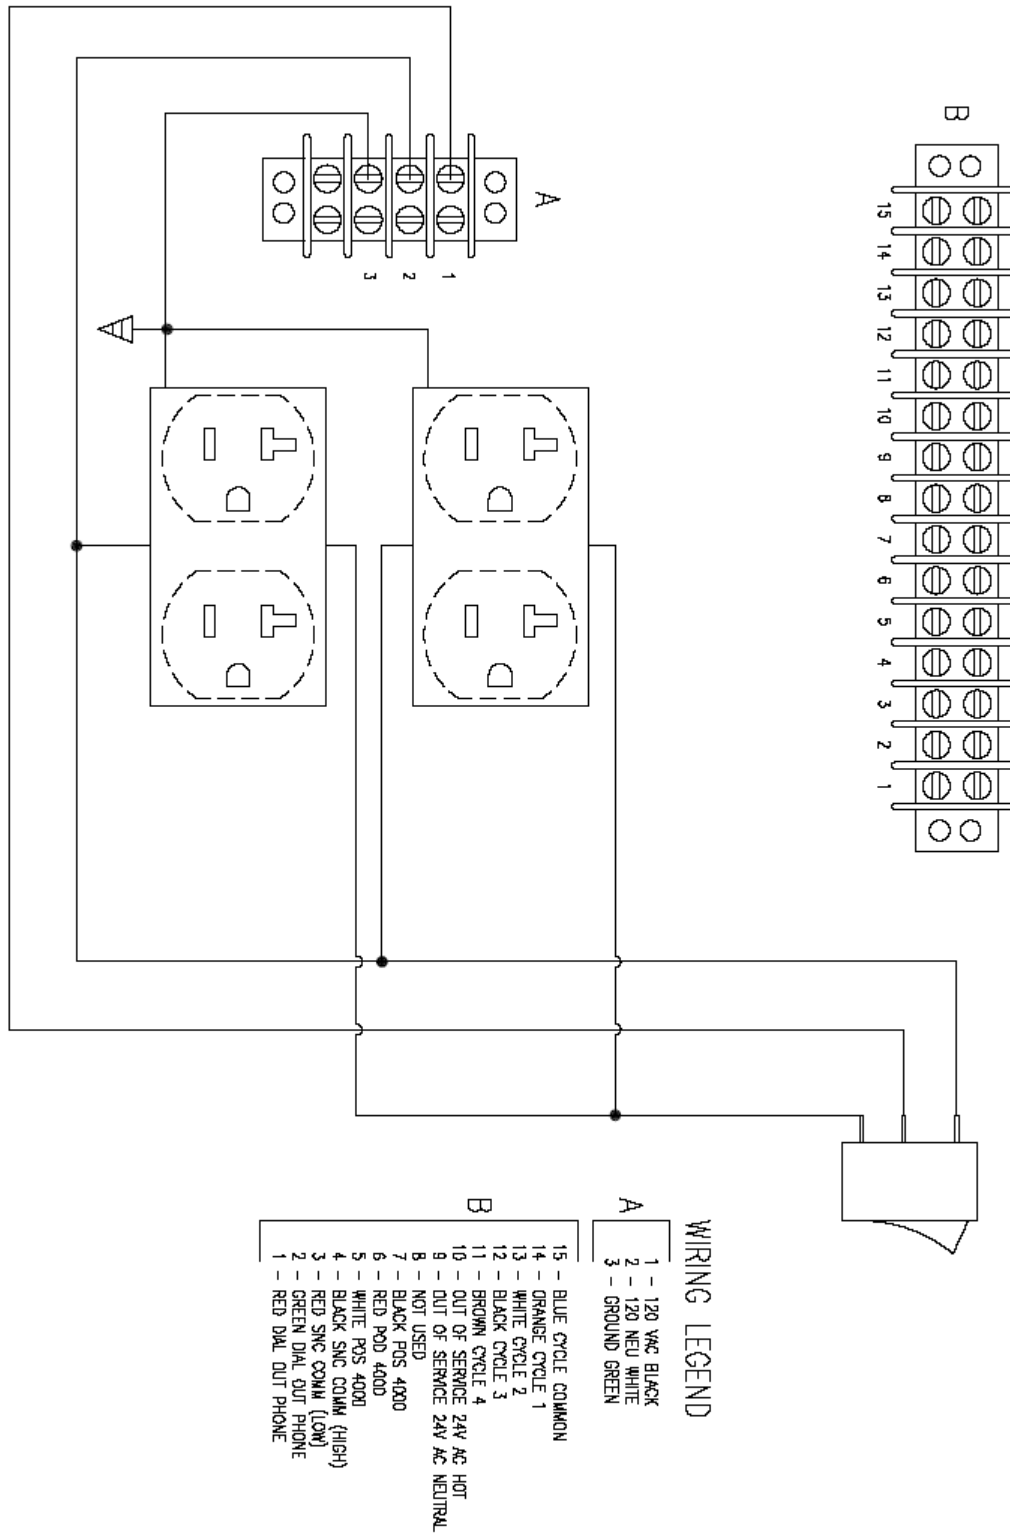 B
15
14
13
12
11
10
9
8
7
6
5
4
3
2
1
A
1
2
3
WIRING LEGEND
A
1 - 120 VAC BLACK
2 - 120 NEU WHITE
3 - GROUND GREEN
B
15 - BLUE CYCLE COMMON
14 - ORANGE CYCLE 1
13 - WHITE CYCLE 2
12 - BLACK CYCLE 3
11 - BROWN CYCLE 4
10 - OUT OF SERVICE 24V AC HOT
9 - OUT OF SERVICE 24V AC NEUTRAL
8 - NOT USED
7 - BLACK POS 4000
6 - RED POD 4000
5 - WHITE POS 4000
4 - BLACK SNC COMM (HIGH)
3 - RED SNC COMM (LOW)
2 - GREEN DIAL OUT PHONE
1 - RED DIAL OUT PHONE